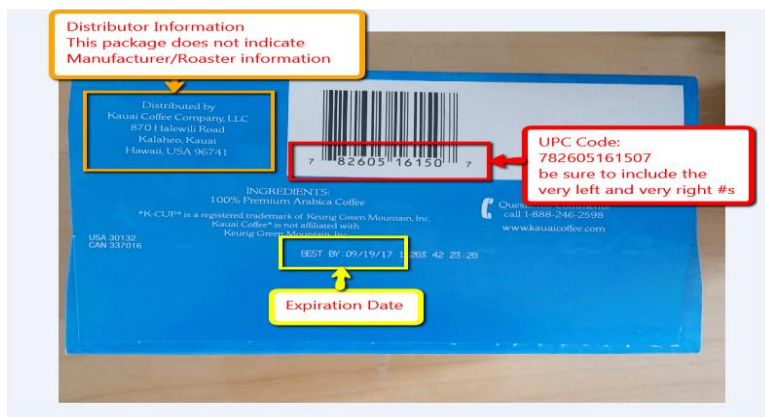 Distributor Information
This package does not indicate
Manufacturer/Roaster information
Distributed by
Kauai Coffee Company, LLC
870 Halewili Road
Kalaheo, Kauai
Hawaii, USA 96741
7 82605 16150 7
UPC Code:
782605161507
be sure to include the
very left and very right #s
INGREDIENTS:
100% Premium Arabica Coffee
*K-CUP® is a registered trademark of Keurig Green Mountain, Inc.
Kauai Coffee® is not affiliated with
Keurig Green Mountain, Inc.
call 1-888-246-2598
www.kauaicoffee.com
USA 30132
CAN 337016
BEST BY:09/19/17 1 203 42 23:28
Expiration Date